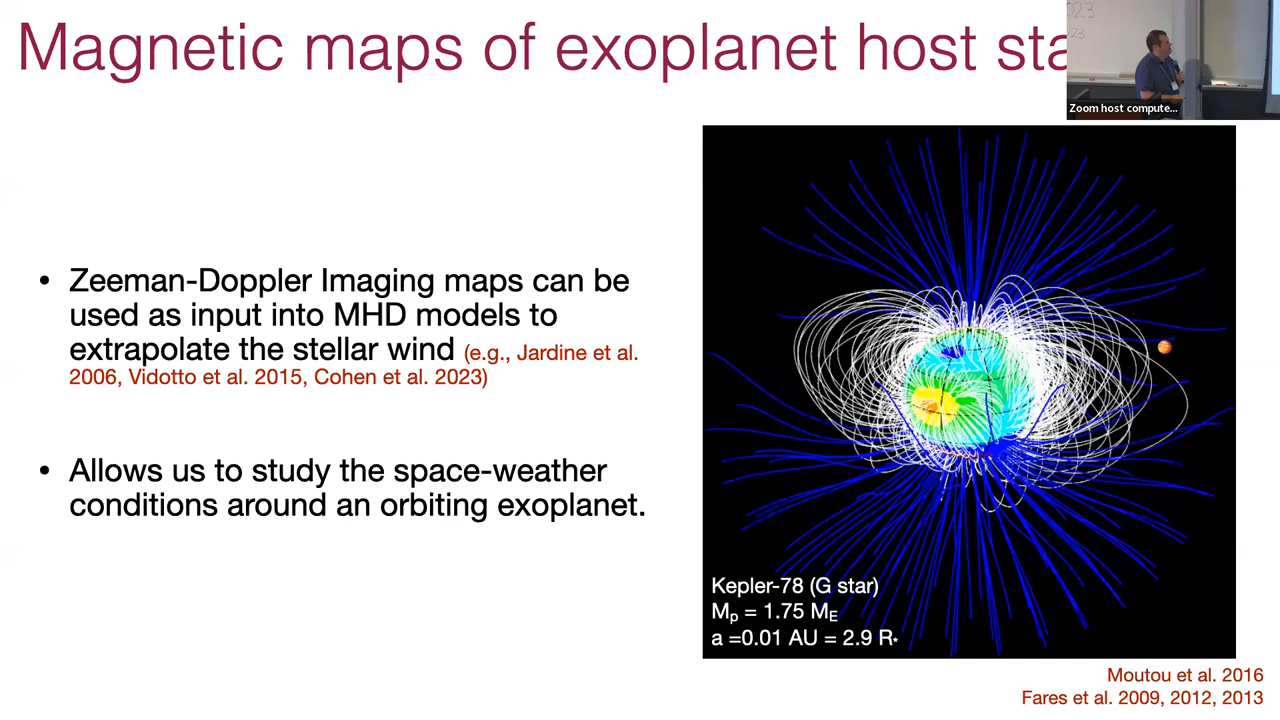 Magnetic maps of exoplanet host sta
023
23
Zoom host compute...
• Zeeman-Doppler Imaging maps can be
used as input into MHD models to
extrapolate the stellar wind (e.g., Jardine et al.
2006, Vidotto et al. 2015, Cohen et al. 2023)
• Allows us to study the space-weather
conditions around an orbiting exoplanet.
Kepler-78 (G star)
Mp = 1.75 ME
a =0.01 AU = 2.9 R*
Moutou et al. 2016
Fares et al. 2009, 2012, 2013